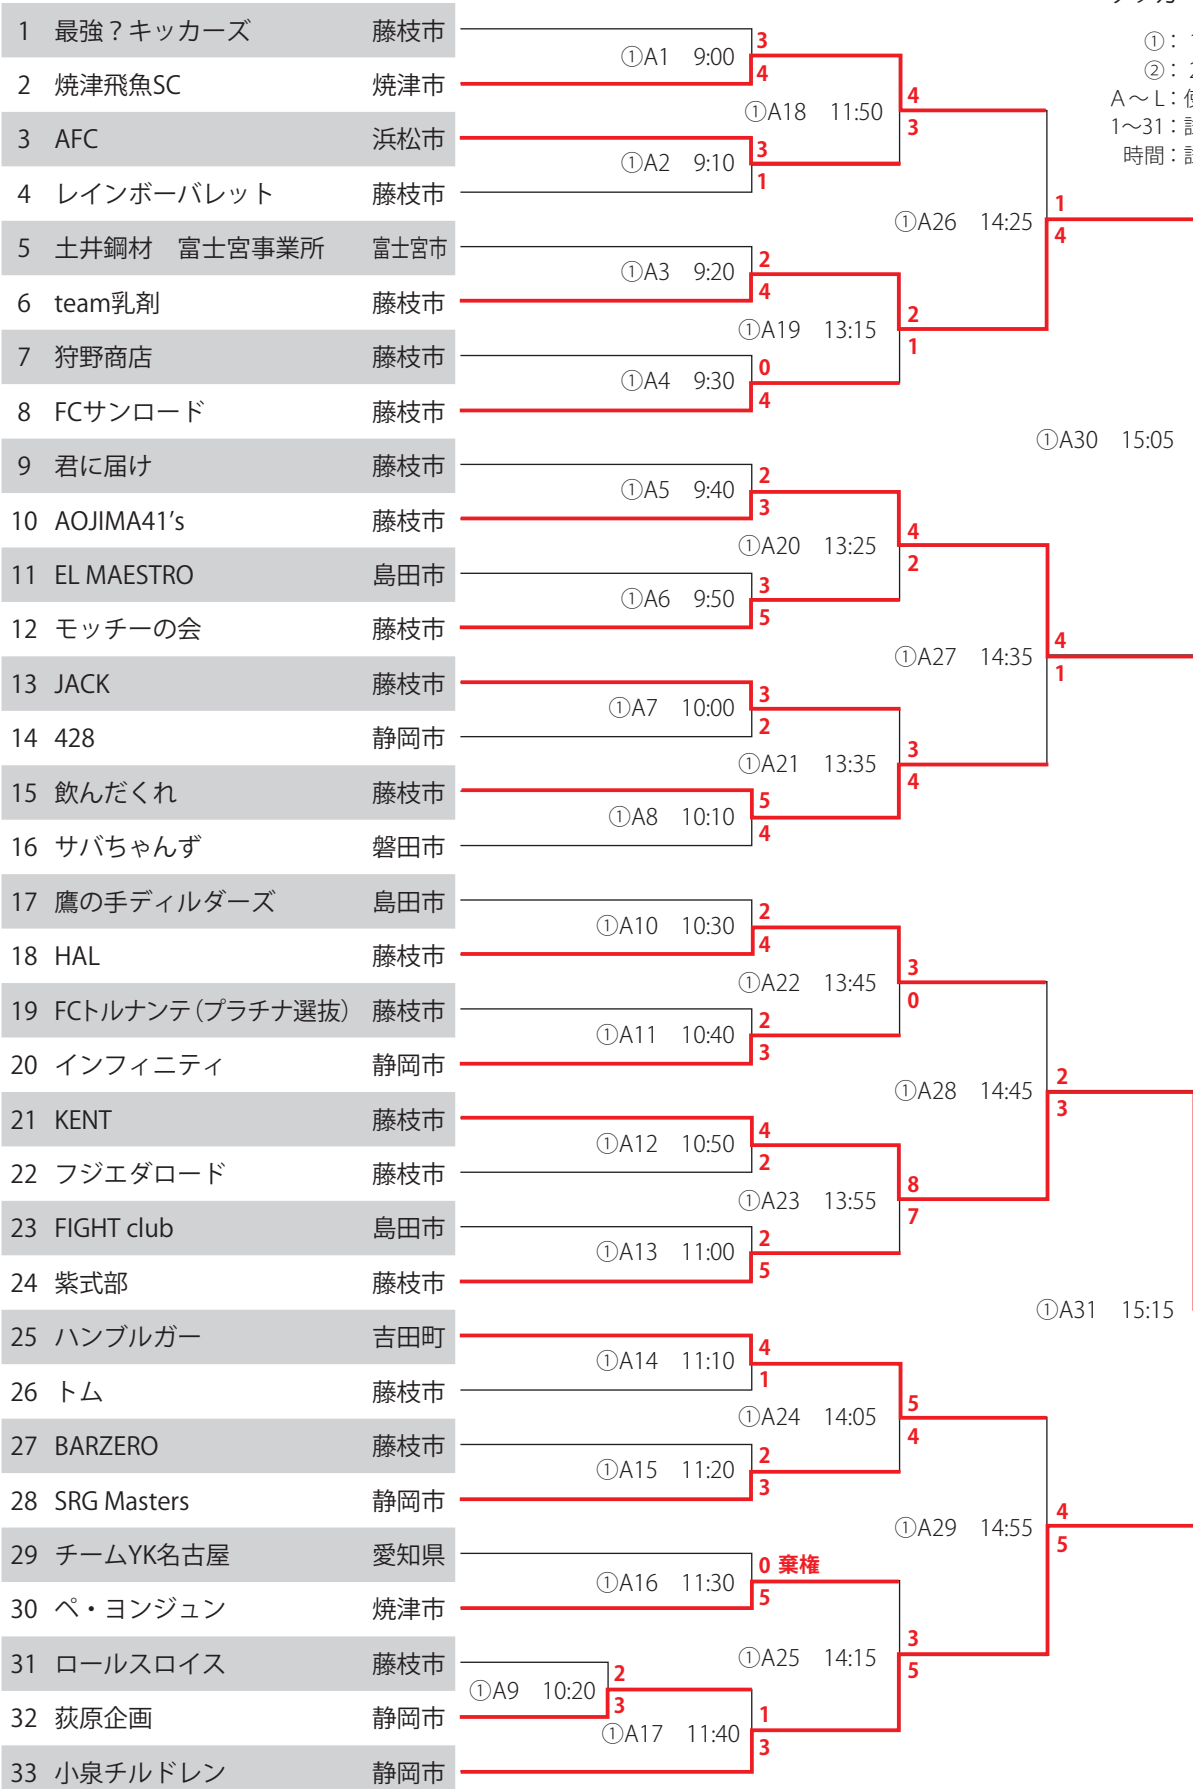 1 最強？キッカーズ 藤枝市
2 焼津飛魚SC 焼津市
3 AFC 浜松市
4 レインボーバレット 藤枝市
5 土井鋼材　富士宮事業所 富士宮市
6 team乳剤 藤枝市
7 狩野商店 藤枝市
8 FCサンロード 藤枝市
9 君に届け 藤枝市
10 AOJIMA41's 藤枝市
11 EL MAESTRO 島田市
12 モッチーの会 藤枝市
13 JACK 藤枝市
14 428 静岡市
15 飲んだくれ 藤枝市
16 サバちゃんず 磐田市
17 鷹の手ディルダーズ 島田市
18 HAL 藤枝市
19 FCトルナンテ（プラチナ選抜） 藤枝市
20 インフィニティ 静岡市
21 KENT 藤枝市
22 フジエダロード 藤枝市
23 FIGHT club 島田市
24 紫式部 藤枝市
25 ハンブルガー 吉田町
26 トム 藤枝市
27 BARZERO 藤枝市
28 SRG Masters 静岡市
29 チームYK名古屋 愛知県
30 ペ・ヨンジュン 焼津市
31 ロールスロイス 藤枝市
32 荻原企画 静岡市
33 小泉チルドレン 静岡市
①A9 10:20
2
3
①A1 9:00
3
4
①A2 9:10
3
1
①A3 9:20
2
4
①A4 9:30
0
4
①A5 9:40
2
3
①A6 9:50
3
5
①A7 10:00
3
2
①A8 10:10
5
4
①A10 10:30
2
4
①A11 10:40
2
3
①A12 10:50
4
2
①A13 11:00
2
5
①A14 11:10
4
1
①A15 11:20
2
3
①A16 11:30
0 棄権
5
①A17 11:40
1
3
①A18 11:50
4
3
①A19 13:15
2
1
①A20 13:25
4
2
①A21 13:35
3
4
①A22 13:45
3
0
①A23 13:55
8
7
①A24 14:05
5
4
①A25 14:15
3
5
①A26 14:25
1
4
①A27 14:35
4
1
①A28 14:45
2
3
①A29 14:55
4
5
①A30 15:05
①A31 15:15
①：
②：
A～L：
1～31：
時間：